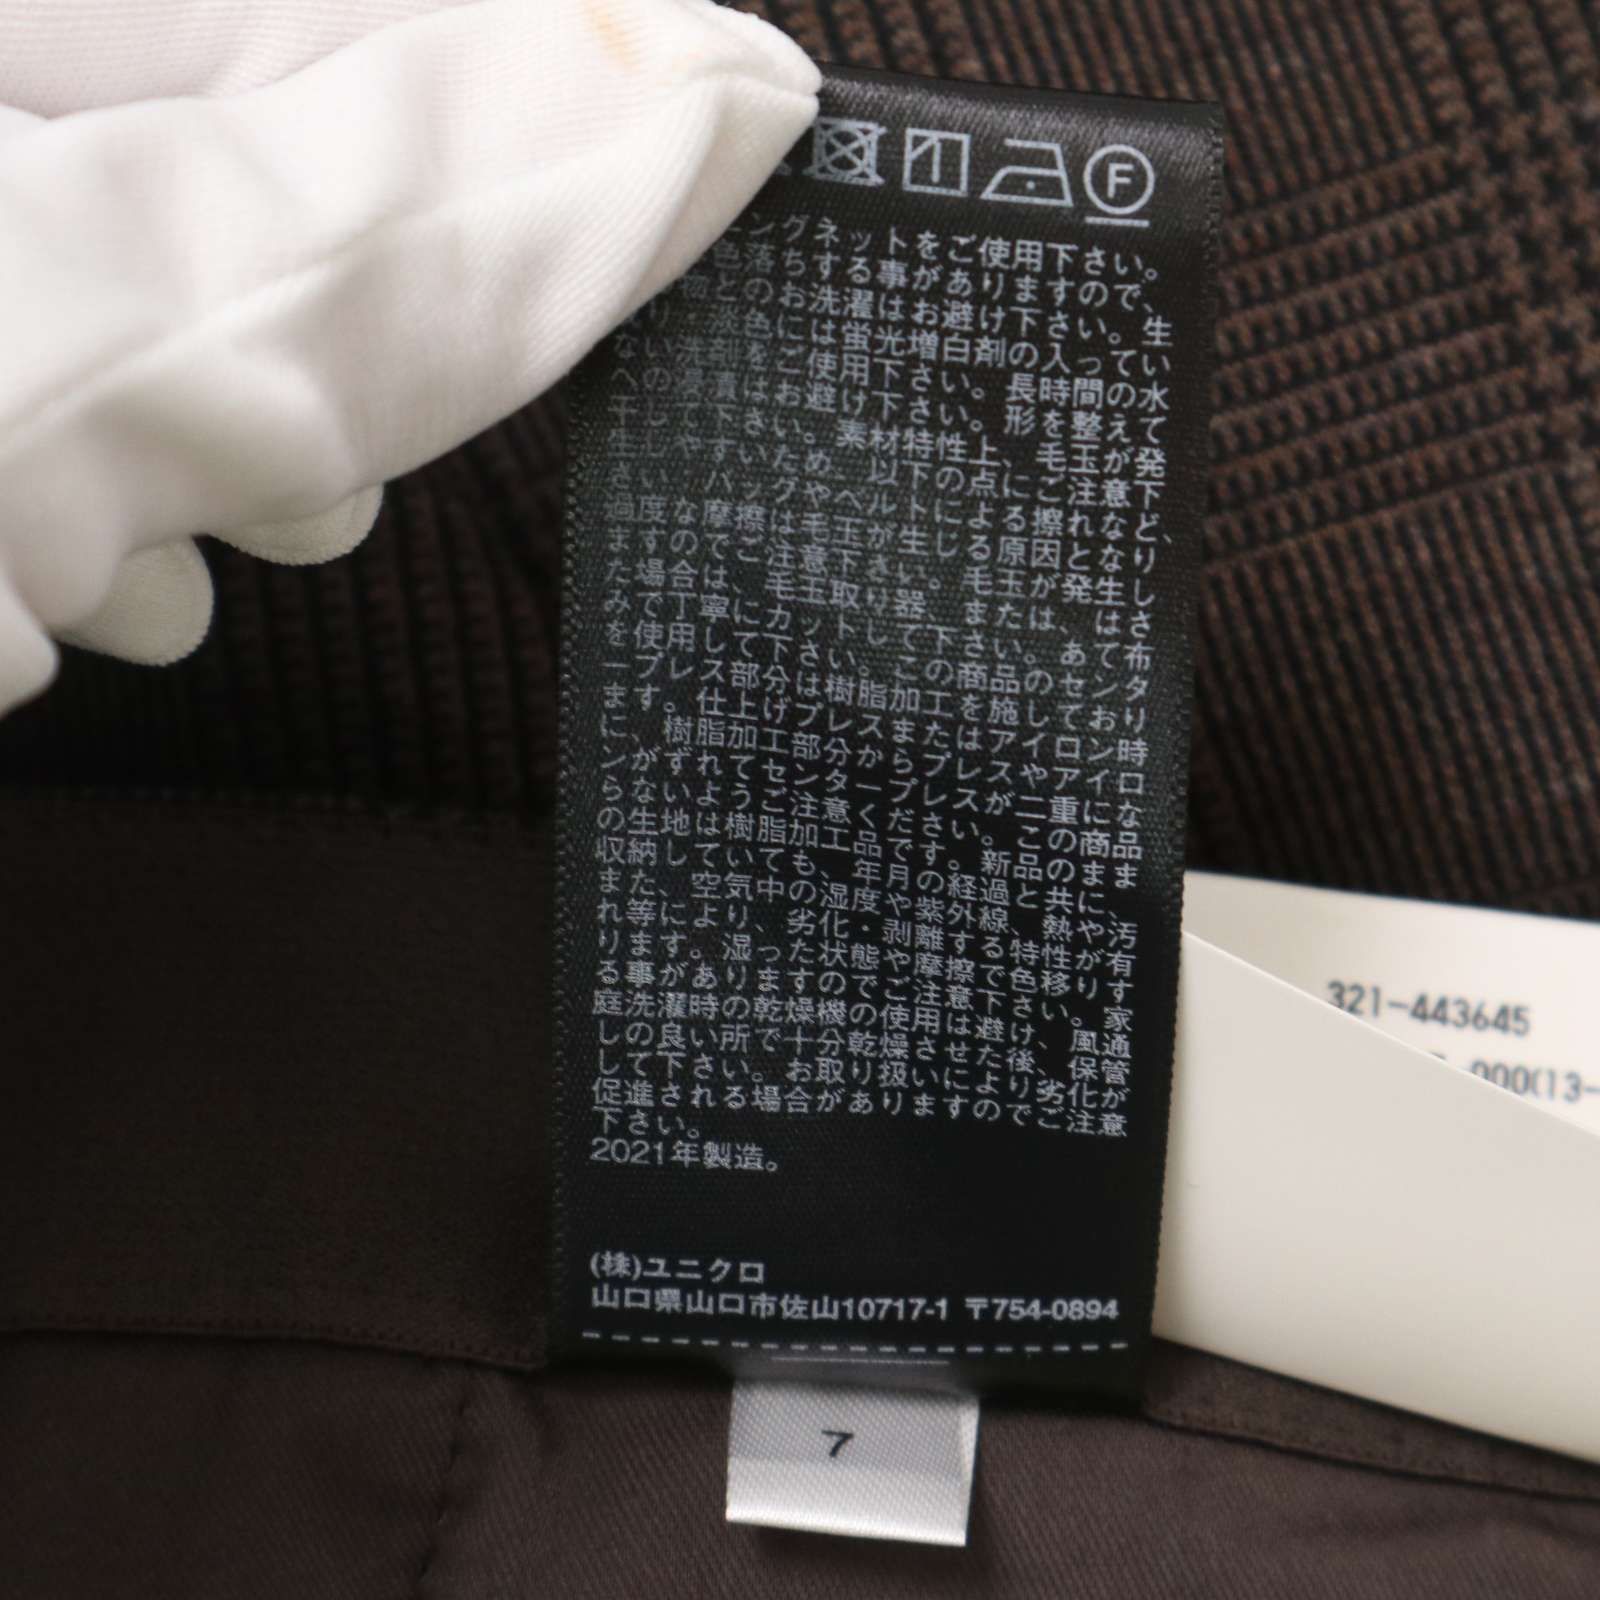 ングネットをご使用下さい。
色落ちする事がありますので、
物とのお洗濯はお避け下さい。生
り・淡色には蛍光増白剤の入ってい
ない洗剤をご使用下さい。長時間の水
への浸漬はお避け下さい。形を整えて
干して下さい。素材特性上、毛玉が発
生しやすいため、以下の点にご注意下
さい。バッグやベルトによる擦れなど、
過度な摩擦は毛玉が生じる原因となり
ますのでご注意下さい。毛玉が発生し
た場合は、毛玉取り器、または、はさ
みで丁寧にカットして下さい。あて布
を使用して下さい。この商品のセンタ
ープレス部分は樹脂加工を施しており
ます。仕上げプレスまたはアイロン時
に、樹脂加工部分からプレスやアイロ
ンがずれてセンタープレスが二重にな
らないようご注意ください。この商品
の生地は樹脂加工品です。新品のまま
収納していても、年月の経過と共に、
また、空気中の湿度や紫外線、熱や汚
れ等により、劣化・剥離する特性が有
ります。湿った状態や摩擦で色移りす
る事がありますのでご注意下さい。家
庭洗濯時の乾燥機の使用は避け、風通
しの良い所で十分乾燥させた後、保管
して下さい。お取り扱いにより劣化が
促進される場合がありますのでご注意
下さい。
2021年製造。
(株)ユニクロ
山口県山口市佐山10717-1 〒754-0894
7
321-443645
000(13-